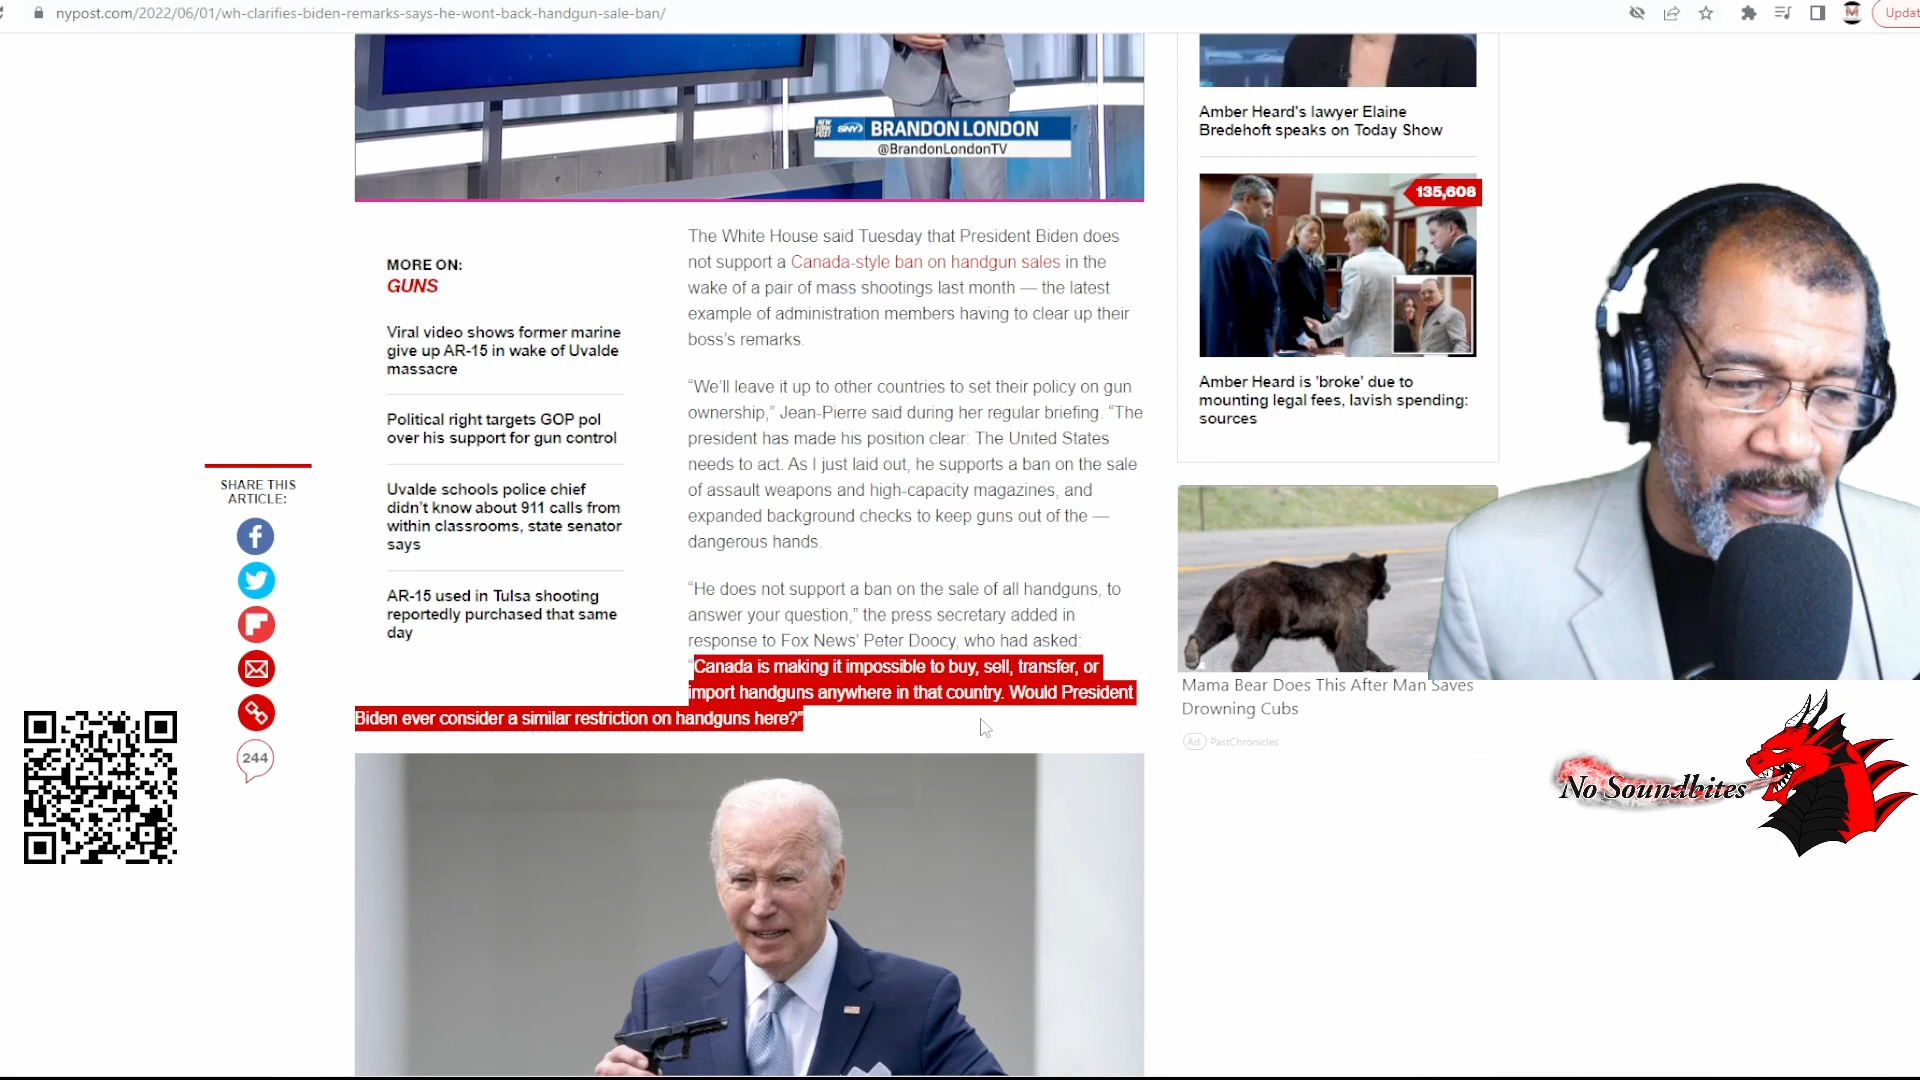 nypost.com/2022/06/01/wh-clarifies-biden-remarks-says-he-wont-back-handgun-sale-ban/
Updat
NEW YORK POST SNY BRANDON LONDON
@BrandonLondonTV
MORE ON:
GUNS
Viral video shows former marine
give up AR-15 in wake of Uvalde
massacre
Political right targets GOP pol
over his support for gun control
Uvalde schools police chief
didn't know about 911 calls from
within classrooms, state senator
says
AR-15 used in Tulsa shooting
reportedly purchased that same
day
SHARE THIS
ARTICLE:
244
The White House said Tuesday that President Biden does
not support a Canada-style ban on handgun sales in the
wake of a pair of mass shootings last month — the latest
example of administration members having to clear up their
boss's remarks.
“We'll leave it up to other countries to set their policy on gun
ownership,” Jean-Pierre said during her regular briefing. “The
president has made his position clear: The United States
needs to act. As I just laid out, he supports a ban on the sale
of assault weapons and high-capacity magazines, and
expanded background checks to keep guns out of the —
dangerous hands.
“He does not support a ban on the sale of all handguns, to
answer your question,” the press secretary added in
response to Fox News' Peter Doocy, who had asked:
“Canada is making it impossible to buy, sell, transfer, or
import handguns anywhere in that country. Would President
Biden ever consider a similar restriction on handguns here?”
Amber Heard's lawyer Elaine
Bredehoft speaks on Today Show
135,608
Amber Heard is 'broke' due to
mounting legal fees, lavish spending:
sources
Mama Bear Does This After Man Saves
Drowning Cubs
Ad PastChronicles
No Soundbites